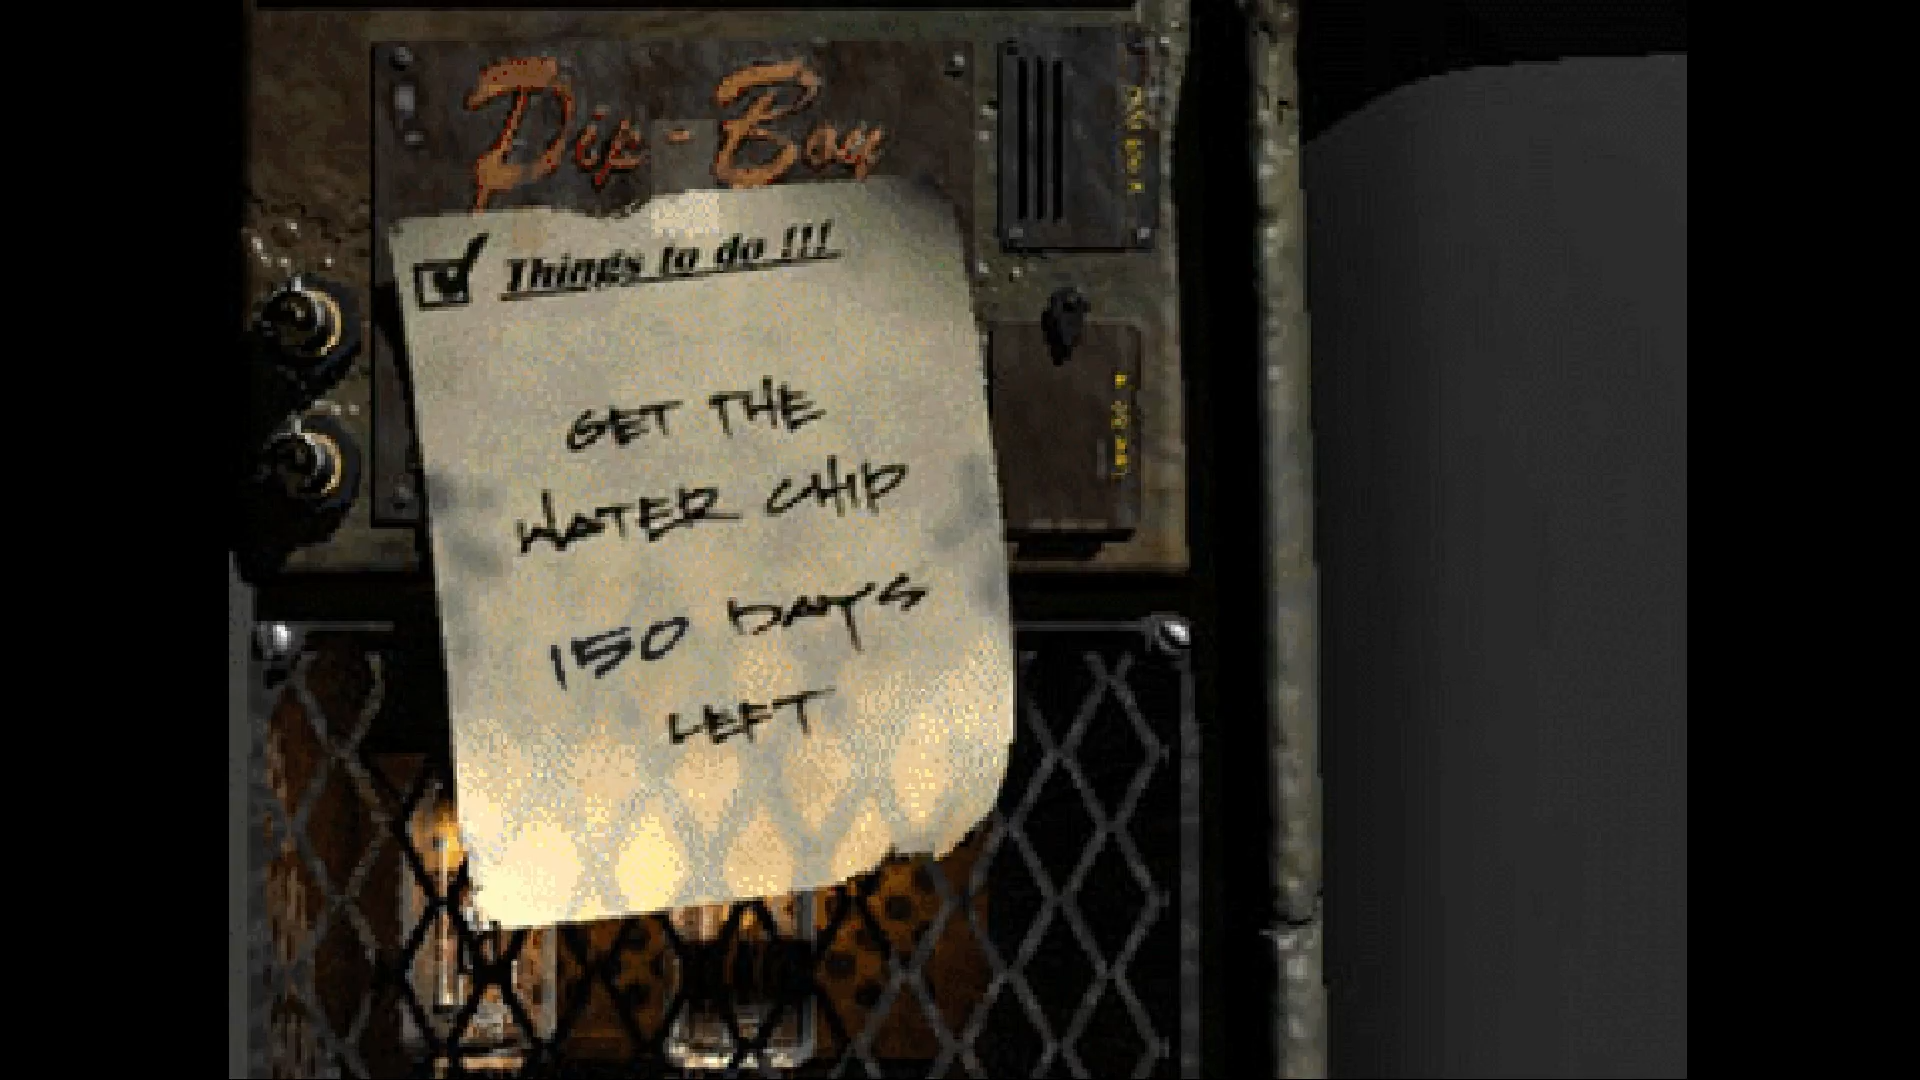 Pip-Boy
Things to do !!!
GET THE
WATER CHIP
150 DAYS
LEFT